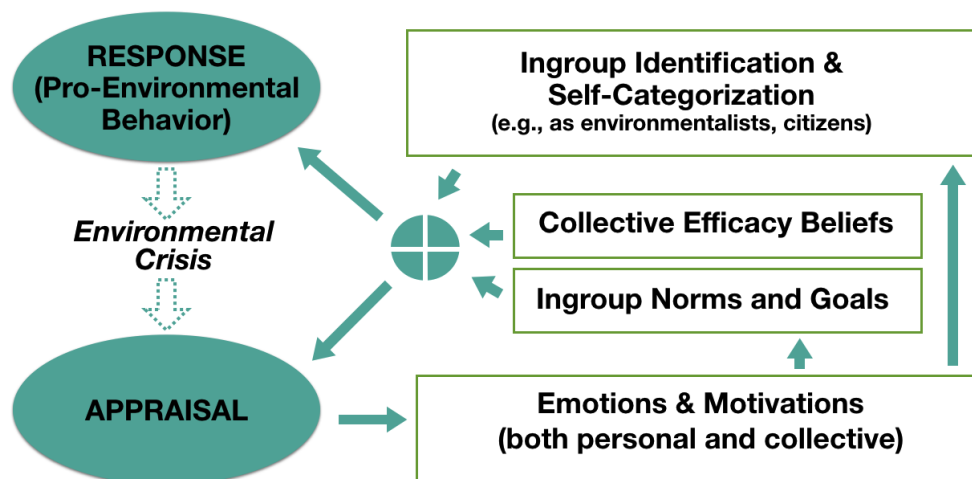 RESPONSE
(Pro-Environmental
Behavior)
Environmental
Crisis
APPRAISAL
Ingroup Identification &
Self-Categorization
(e.g., as environmentalists, citizens)
Collective Efficacy Beliefs
Ingroup Norms and Goals
Emotions & Motivations
(both personal and collective)